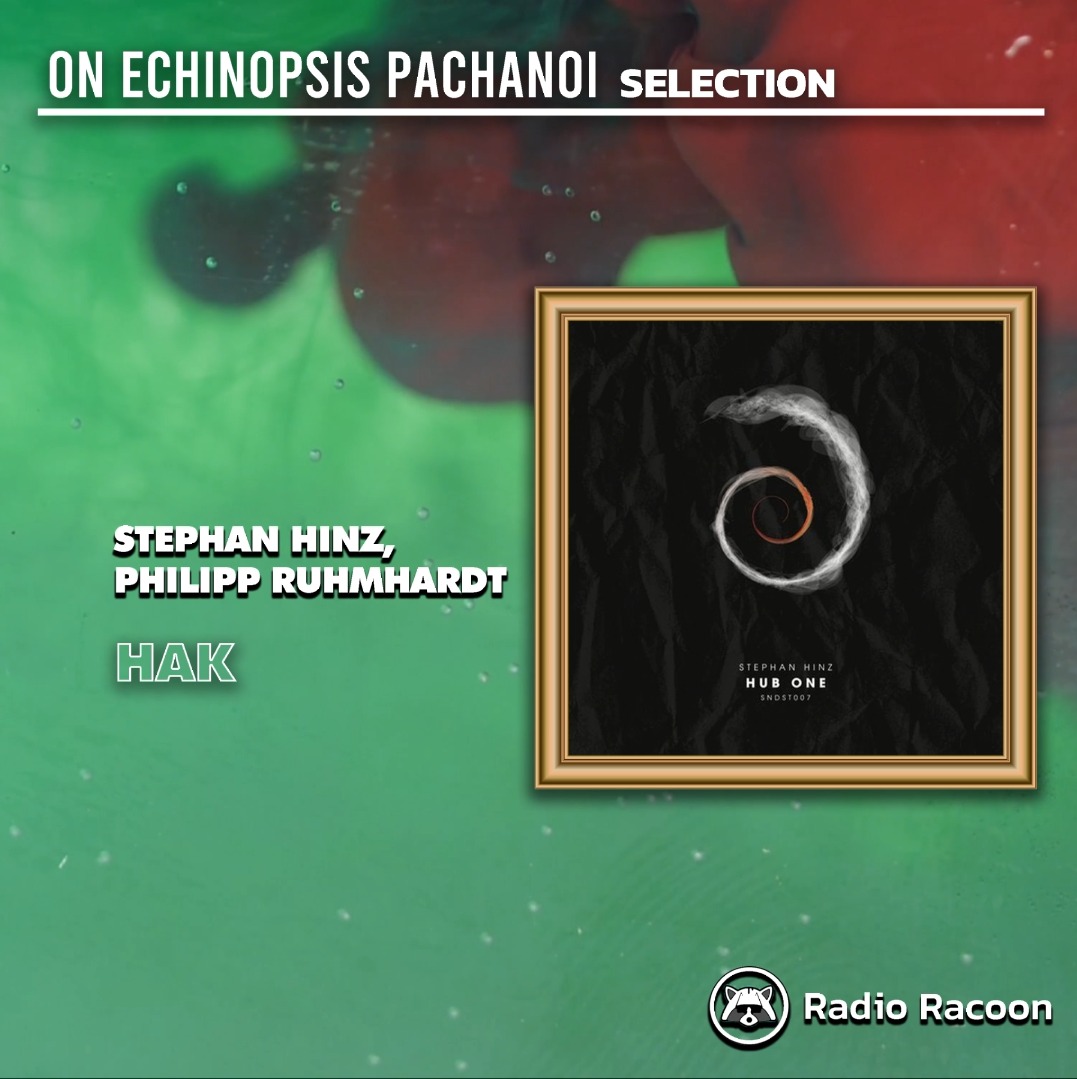 ON ECHINOPSIS PACHANOI SELECTION
STEPHAN HINZ,
PHILIPP RUHMHARDT
HAK
STEPHAN HINZ
HUB ONE
SNDST007
Radio Racoon